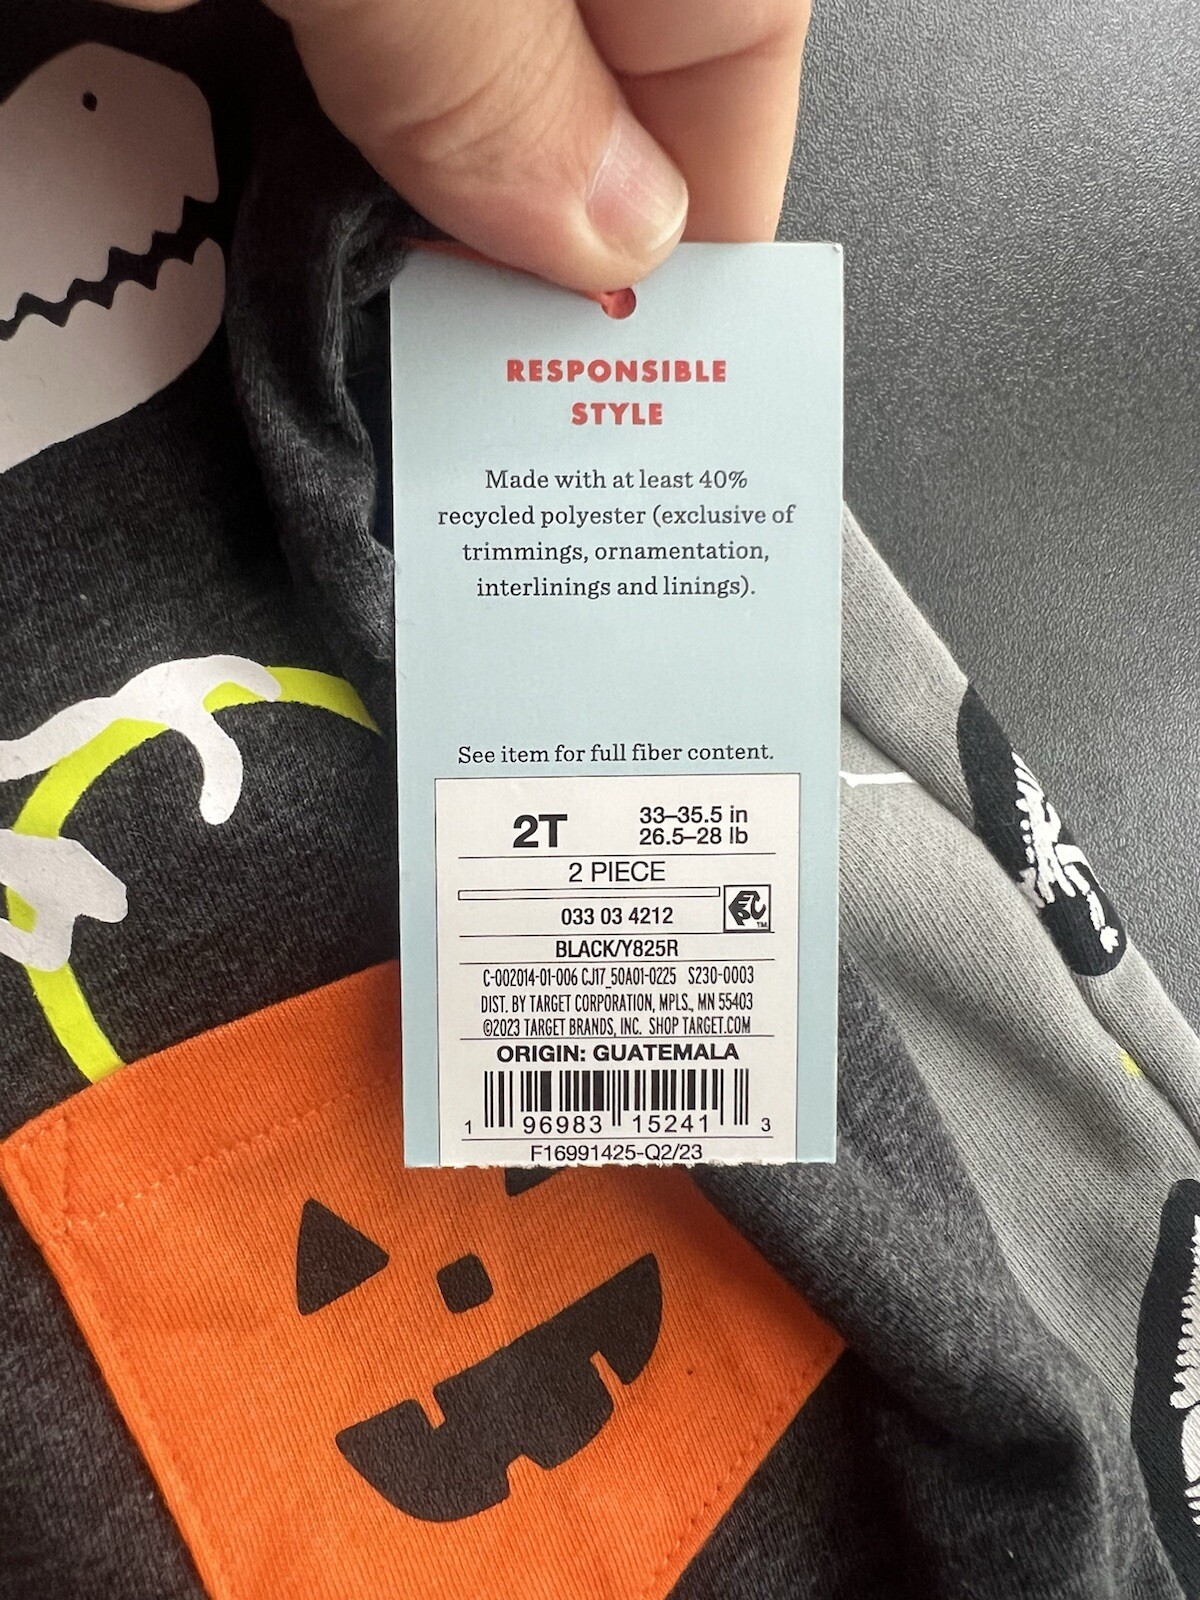 RESPONSIBLE
STYLE
Made with at least 40%
recycled polyester (exclusive of
trimmings, ornamentation,
interlinings and linings).
See item for full fiber content.
2T 33–35.5 in
26.5–28 lb
2 PIECE
033 03 4212
TM
BLACK/Y825R
C-002014-01-006 CJ17_50A01-0225 S230-0003
DIST. BY TARGET CORPORATION, MPLS., MN 55403
©2023 TARGET BRANDS, INC. SHOP TARGET.COM
ORIGIN: GUATEMALA
1 96983 15241 3
F16991425-Q2/23